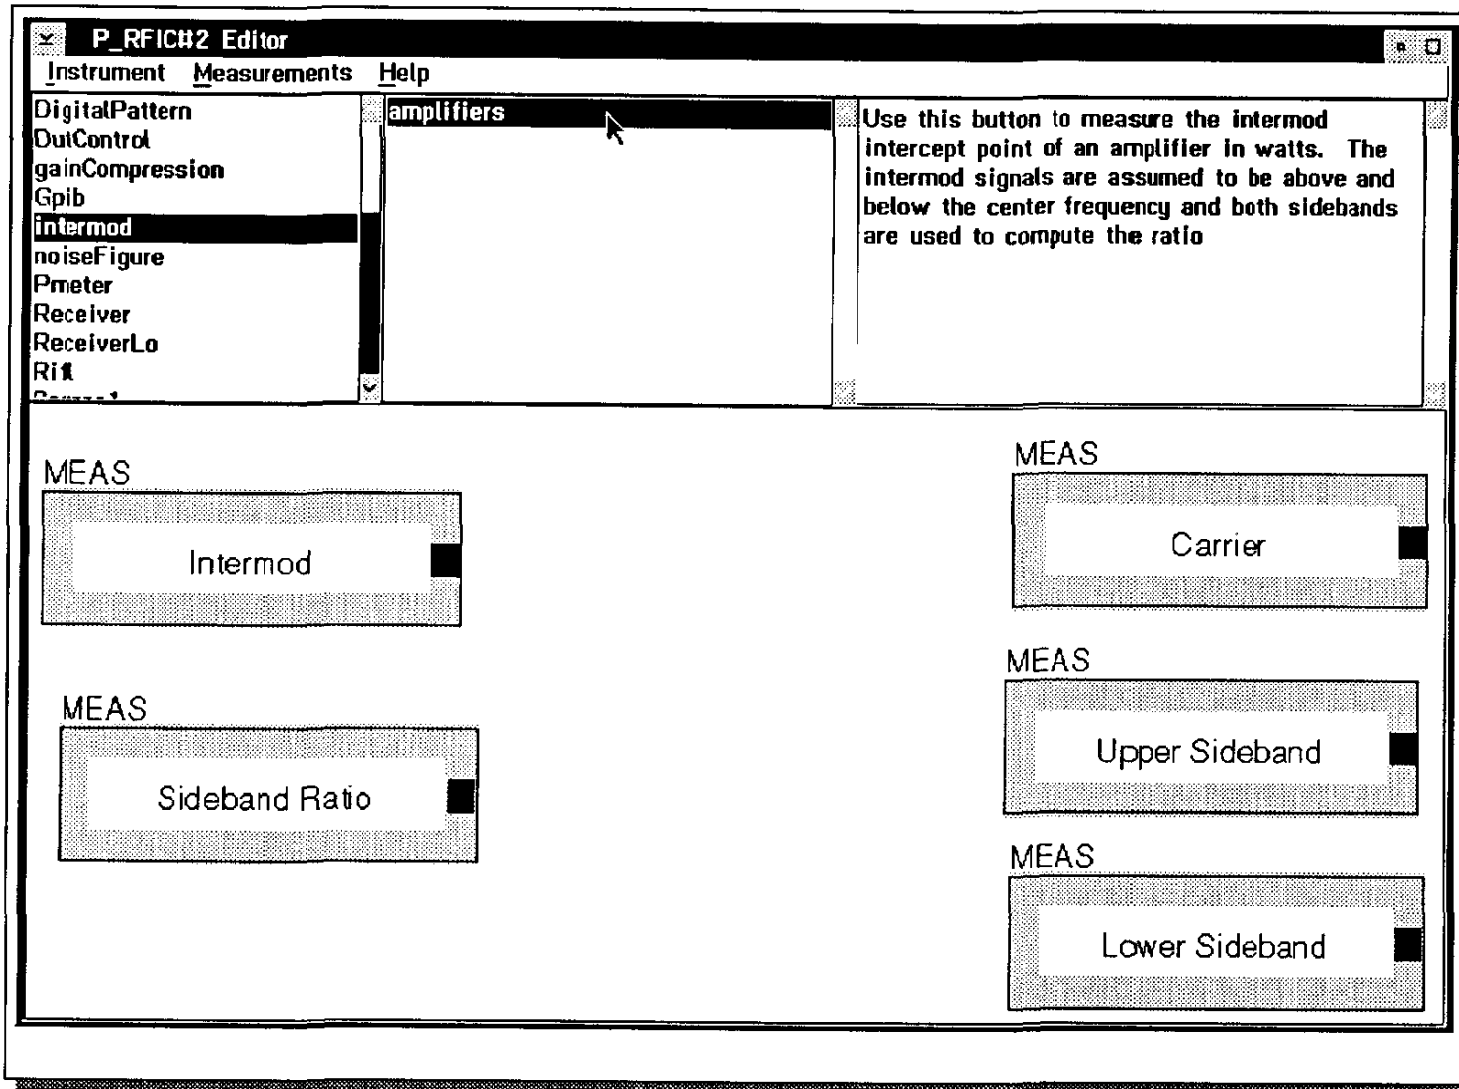 P_RFIC#2 Editor
Instrument Measurements Help
DigitalPattern
DutControl
gainCompression
Gpib
intermod
noiseFigure
Pmeter
Receiver
ReceiverLo
amplifiers
Use this button to measure the intermod
intercept point of an amplifier in watts. The
intermod signals are assumed to be above and
below the center frequency and both sidebands
are used to compute the ratio
MEAS
Intermod
MEAS
Sideband Ratio
MEAS
Carrier
MEAS
Upper Sideband
MEAS
Lower Sideband